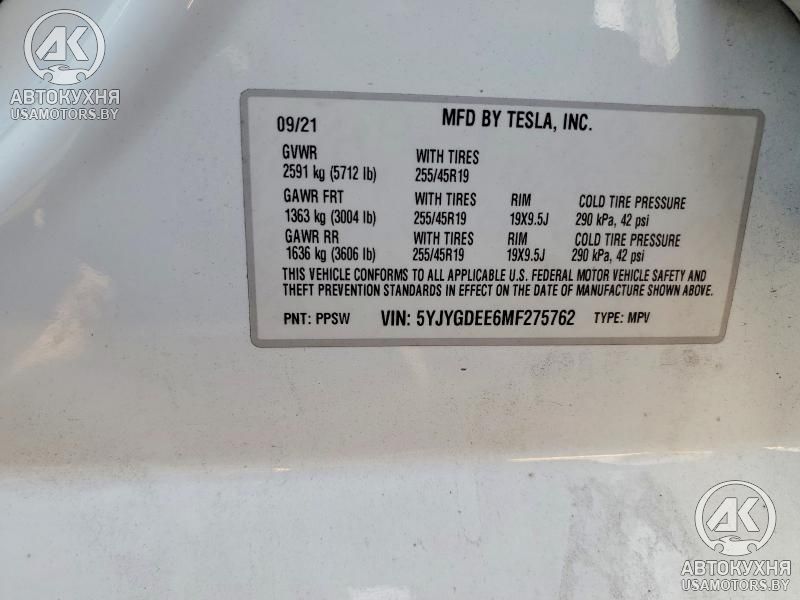 AK
АВТОКУХНЯ
USAMOTORS.BY
09/21 MFD BY TESLA, INC.
GVWR WITH TIRES
2591 kg (5712 lb) 255/45R19
GAWR FRT WITH TIRES RIM COLD TIRE PRESSURE
1363 kg (3004 lb) 255/45R19 19X9.5J 290 kPa, 42 psi
GAWR RR WITH TIRES RIM COLD TIRE PRESSURE
1636 kg (3606 lb) 255/45R19 19X9.5J 290 kPa, 42 psi
THIS VEHICLE CONFORMS TO ALL APPLICABLE U.S. FEDERAL MOTOR VEHICLE SAFETY AND
THEFT PREVENTION STANDARDS IN EFFECT ON THE DATE OF MANUFACTURE SHOWN ABOVE.
PNT: PPSW VIN: 5YJYGDEE6MF275762 TYPE: MPV
AK
АВТОКУХНЯ
USAMOTORS.BY